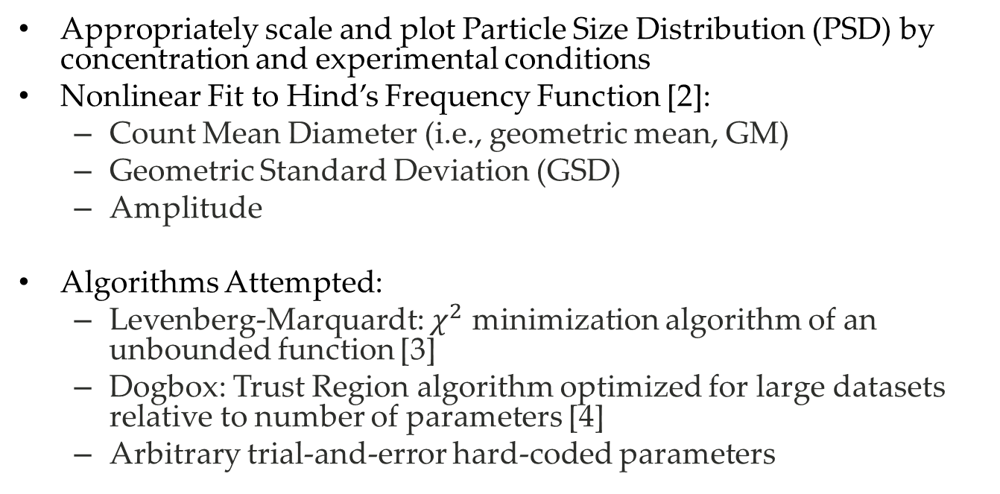 • Appropriately scale and plot Particle Size Distribution (PSD) by
concentration and experimental conditions
• Nonlinear Fit to Hind’s Frequency Function [2]:
– Count Mean Diameter (i.e., geometric mean, GM)
– Geometric Standard Deviation (GSD)
– Amplitude
• Algorithms Attempted:
– Levenberg-Marquardt: χ² minimization algorithm of an
unbounded function [3]
– Dogbox: Trust Region algorithm optimized for large datasets
relative to number of parameters [4]
– Arbitrary trial-and-error hard-coded parameters